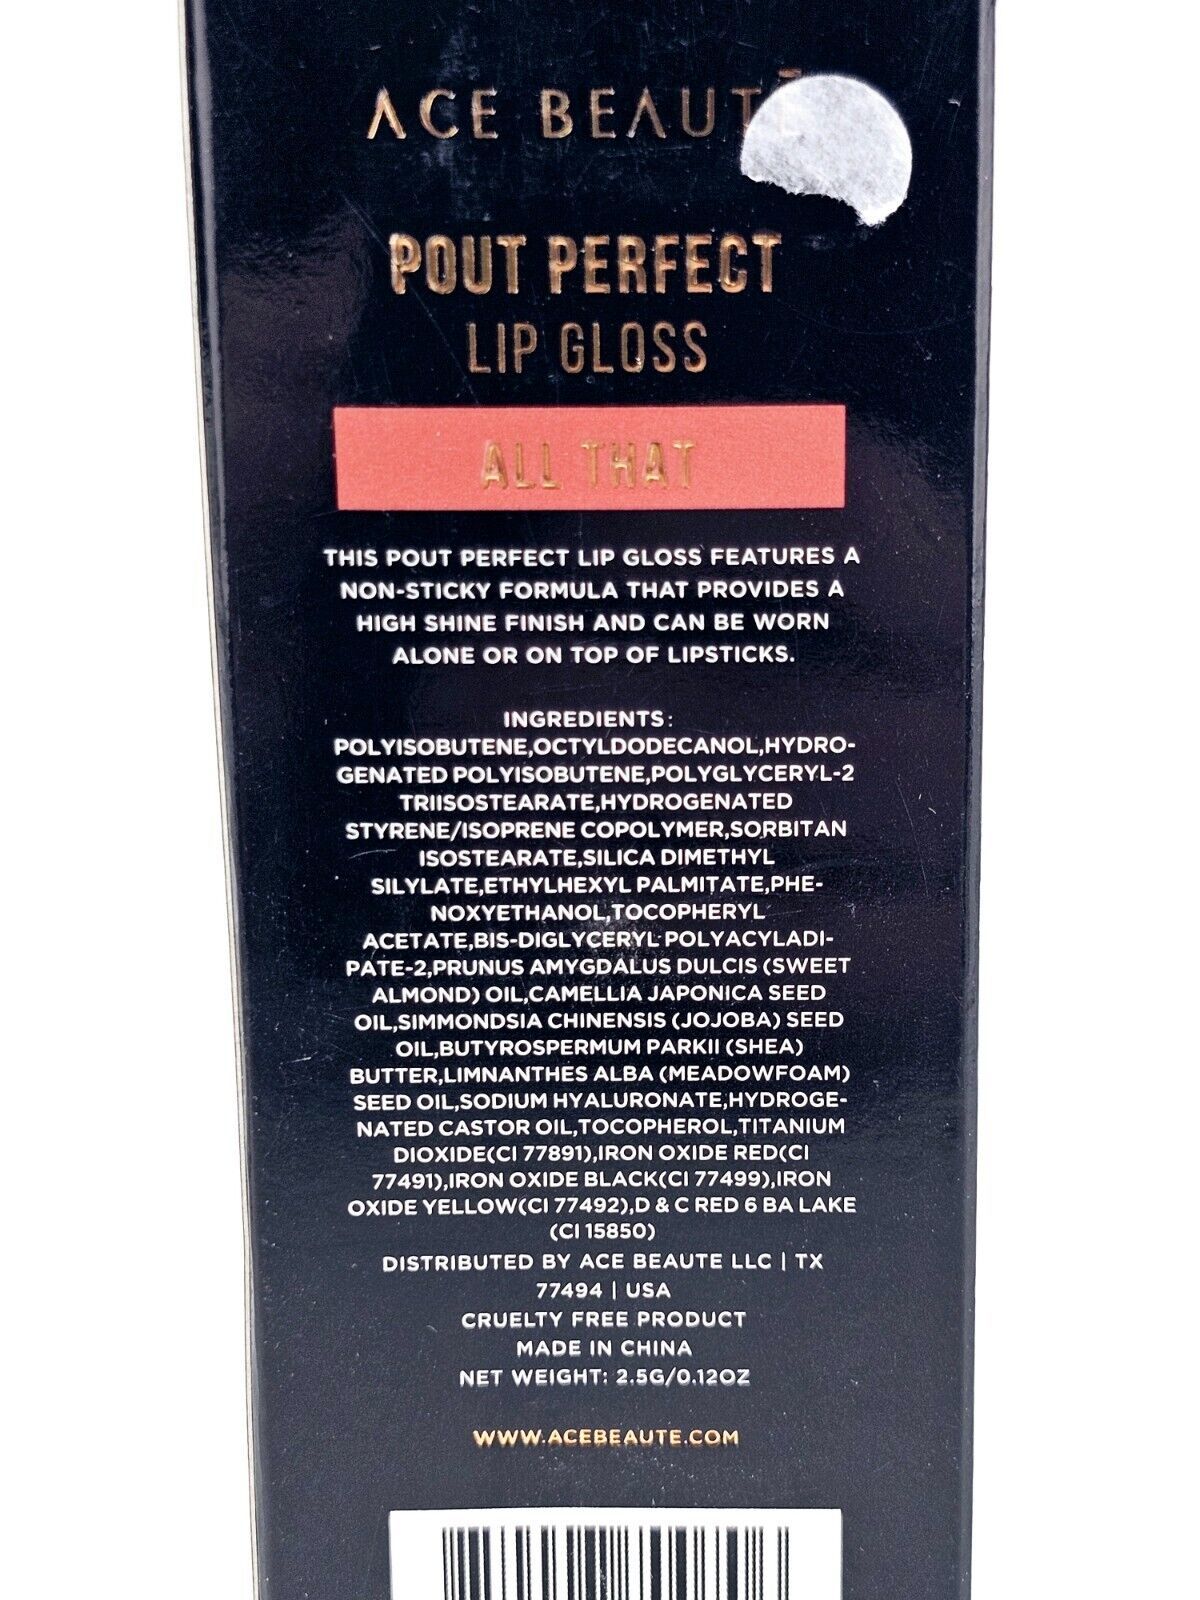 ACE BEAUTĒ
POUT PERFECT
LIP GLOSS
ALL THAT
THIS POUT PERFECT LIP GLOSS FEATURES A
NON-STICKY FORMULA THAT PROVIDES A
HIGH SHINE FINISH AND CAN BE WORN
ALONE OR ON TOP OF LIPSTICKS.
INGREDIENTS:
POLYISOBUTENE,OCTYLDODECANOL,HYDRO-
GENATED POLYISOBUTENE,POLYGLYCERYL-2
TRIISOSTEARATE,HYDROGENATED
STYRENE/ISOPRENE COPOLYMER,SORBITAN
ISOSTEARATE,SILICA DIMETHYL
SILYLATE,ETHYLHEXYL PALMITATE,PHE-
NOXYETHANOL,TOCOPHERYL
ACETATE,BIS-DIGLYCERYL POLYACYLADI-
PATE-2,PRUNUS AMYGDALUS DULCIS (SWEET
ALMOND) OIL,CAMELLIA JAPONICA SEED
OIL,SIMMONDSIA CHINENSIS (JOJOBA) SEED
OIL,BUTYROSPERMUM PARKII (SHEA)
BUTTER,LIMNANTHES ALBA (MEADOWFOAM)
SEED OIL,SODIUM HYALURONATE,HYDROGE-
NATED CASTOR OIL,TOCOPHEROL,TITANIUM
DIOXIDE(CI 77891),IRON OXIDE RED(CI
77491),IRON OXIDE BLACK(CI 77499),IRON
OXIDE YELLOW(CI 77492),D & C RED 6 BA LAKE
(CI 15850)
DISTRIBUTED BY ACE BEAUTE LLC | TX
77494 | USA
CRUELTY FREE PRODUCT
MADE IN CHINA
NET WEIGHT: 2.5G/0.12OZ
WWW.ACEBEAUTE.COM